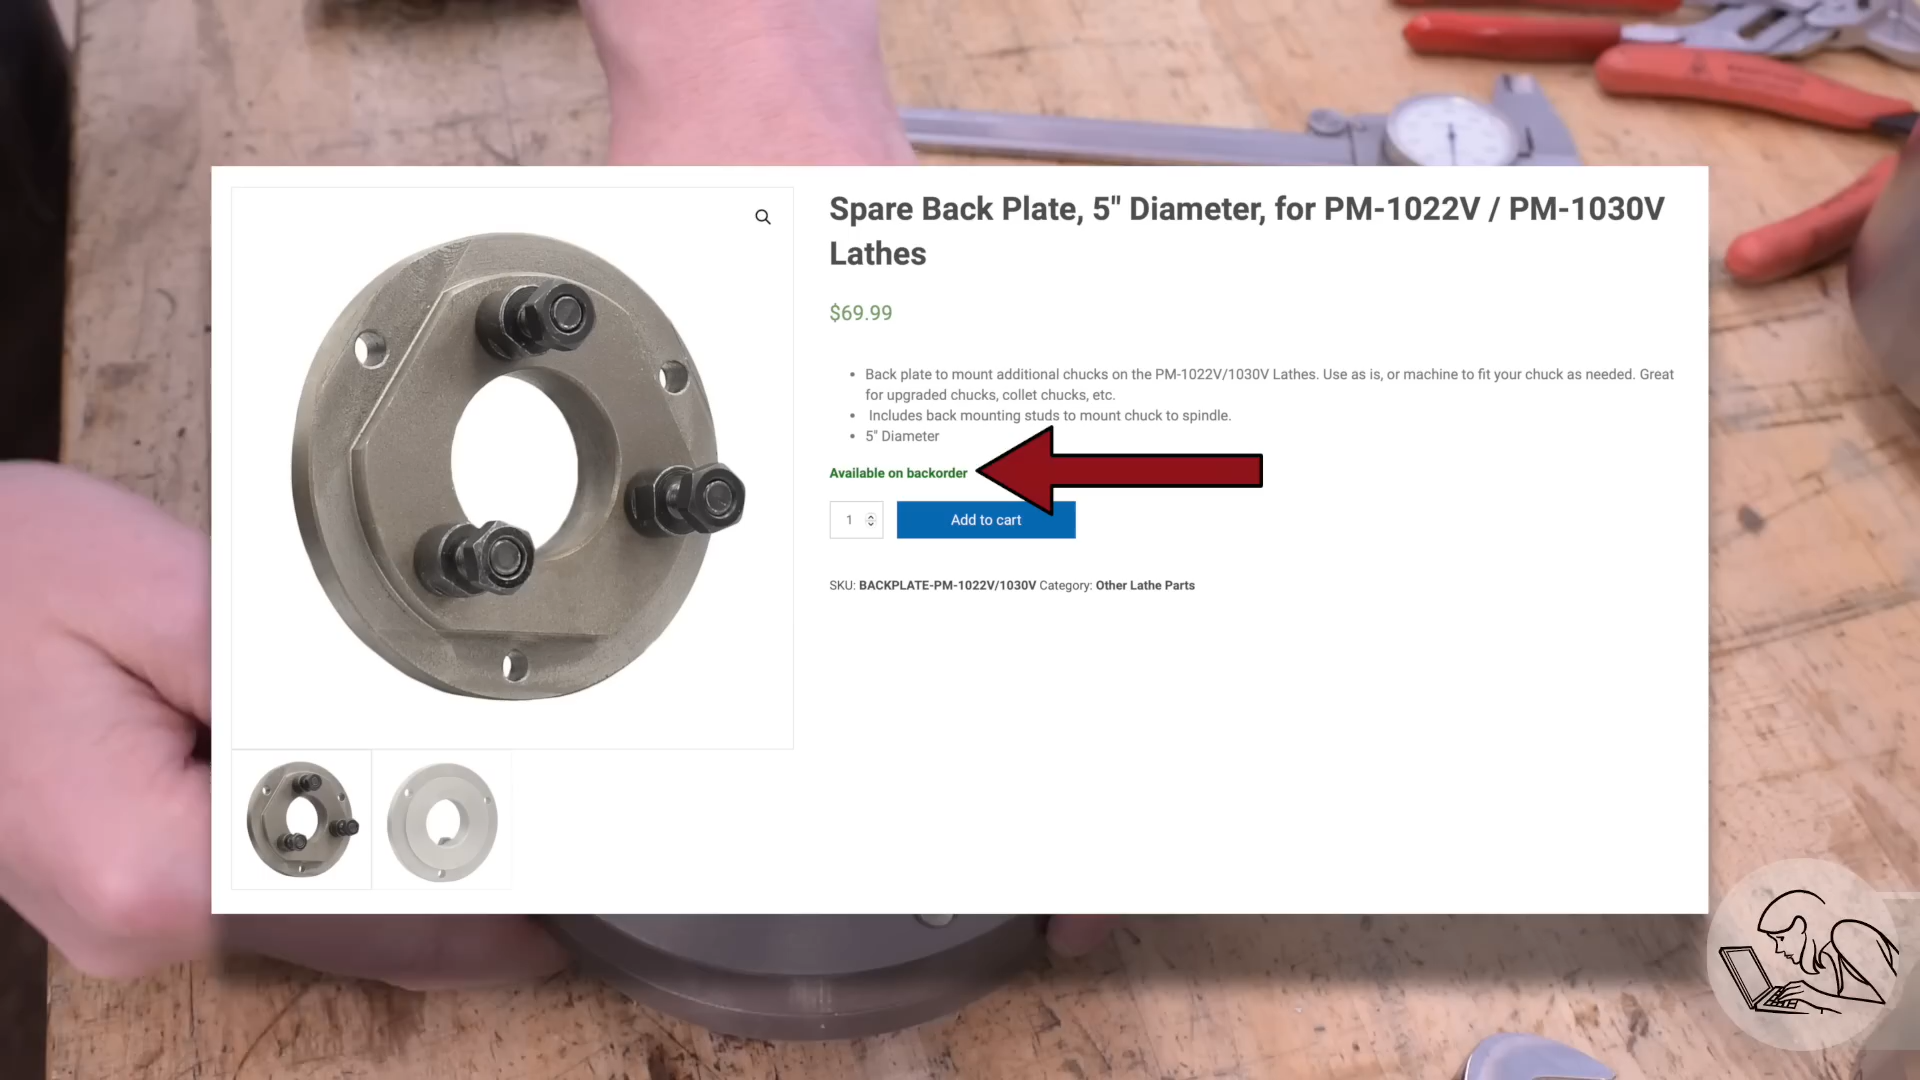 Spare Back Plate, 5" Diameter, for PM-1022V / PM-1030V
Lathes
$69.99
Back plate to mount additional chucks on the PM-1022V/1030V Lathes. Use as is, or machine to fit your chuck as needed. Great
for upgraded chucks, collet chucks, etc.
Includes back mounting studs to mount chuck to spindle.
5" Diameter
Available on backorder
1
Add to cart
SKU: BACKPLATE-PM-1022V/1030V Category: Other Lathe Parts